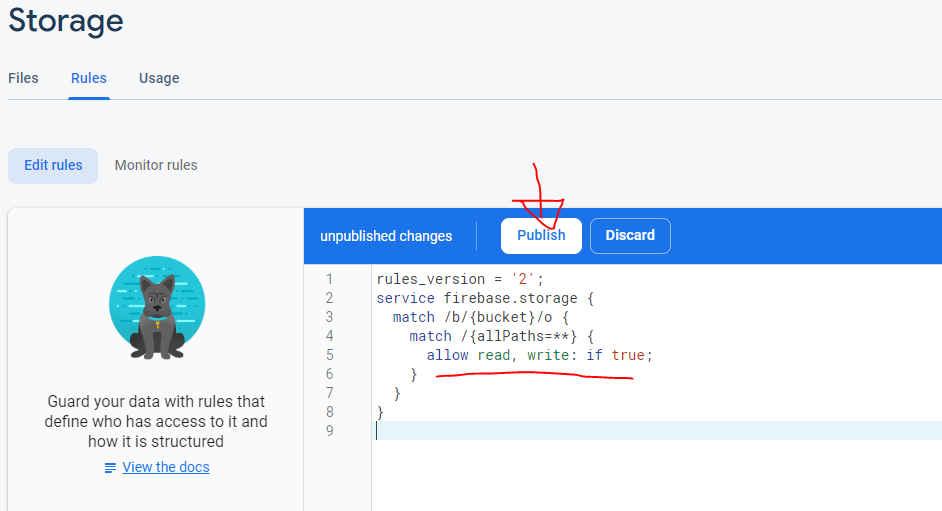 Storage
Files Rules Usage
Edit rules Monitor rules
unpublished changes Publish Discard
Guard your data with rules that
define who has access to it and
how it is structured
View the docs
1 rules_version = '2';
2 service firebase.storage {
3 match /b/{bucket}/o {
4 match /{allPaths=**} {
5 allow read, write: if true;
6 }
7 }
8 }
9